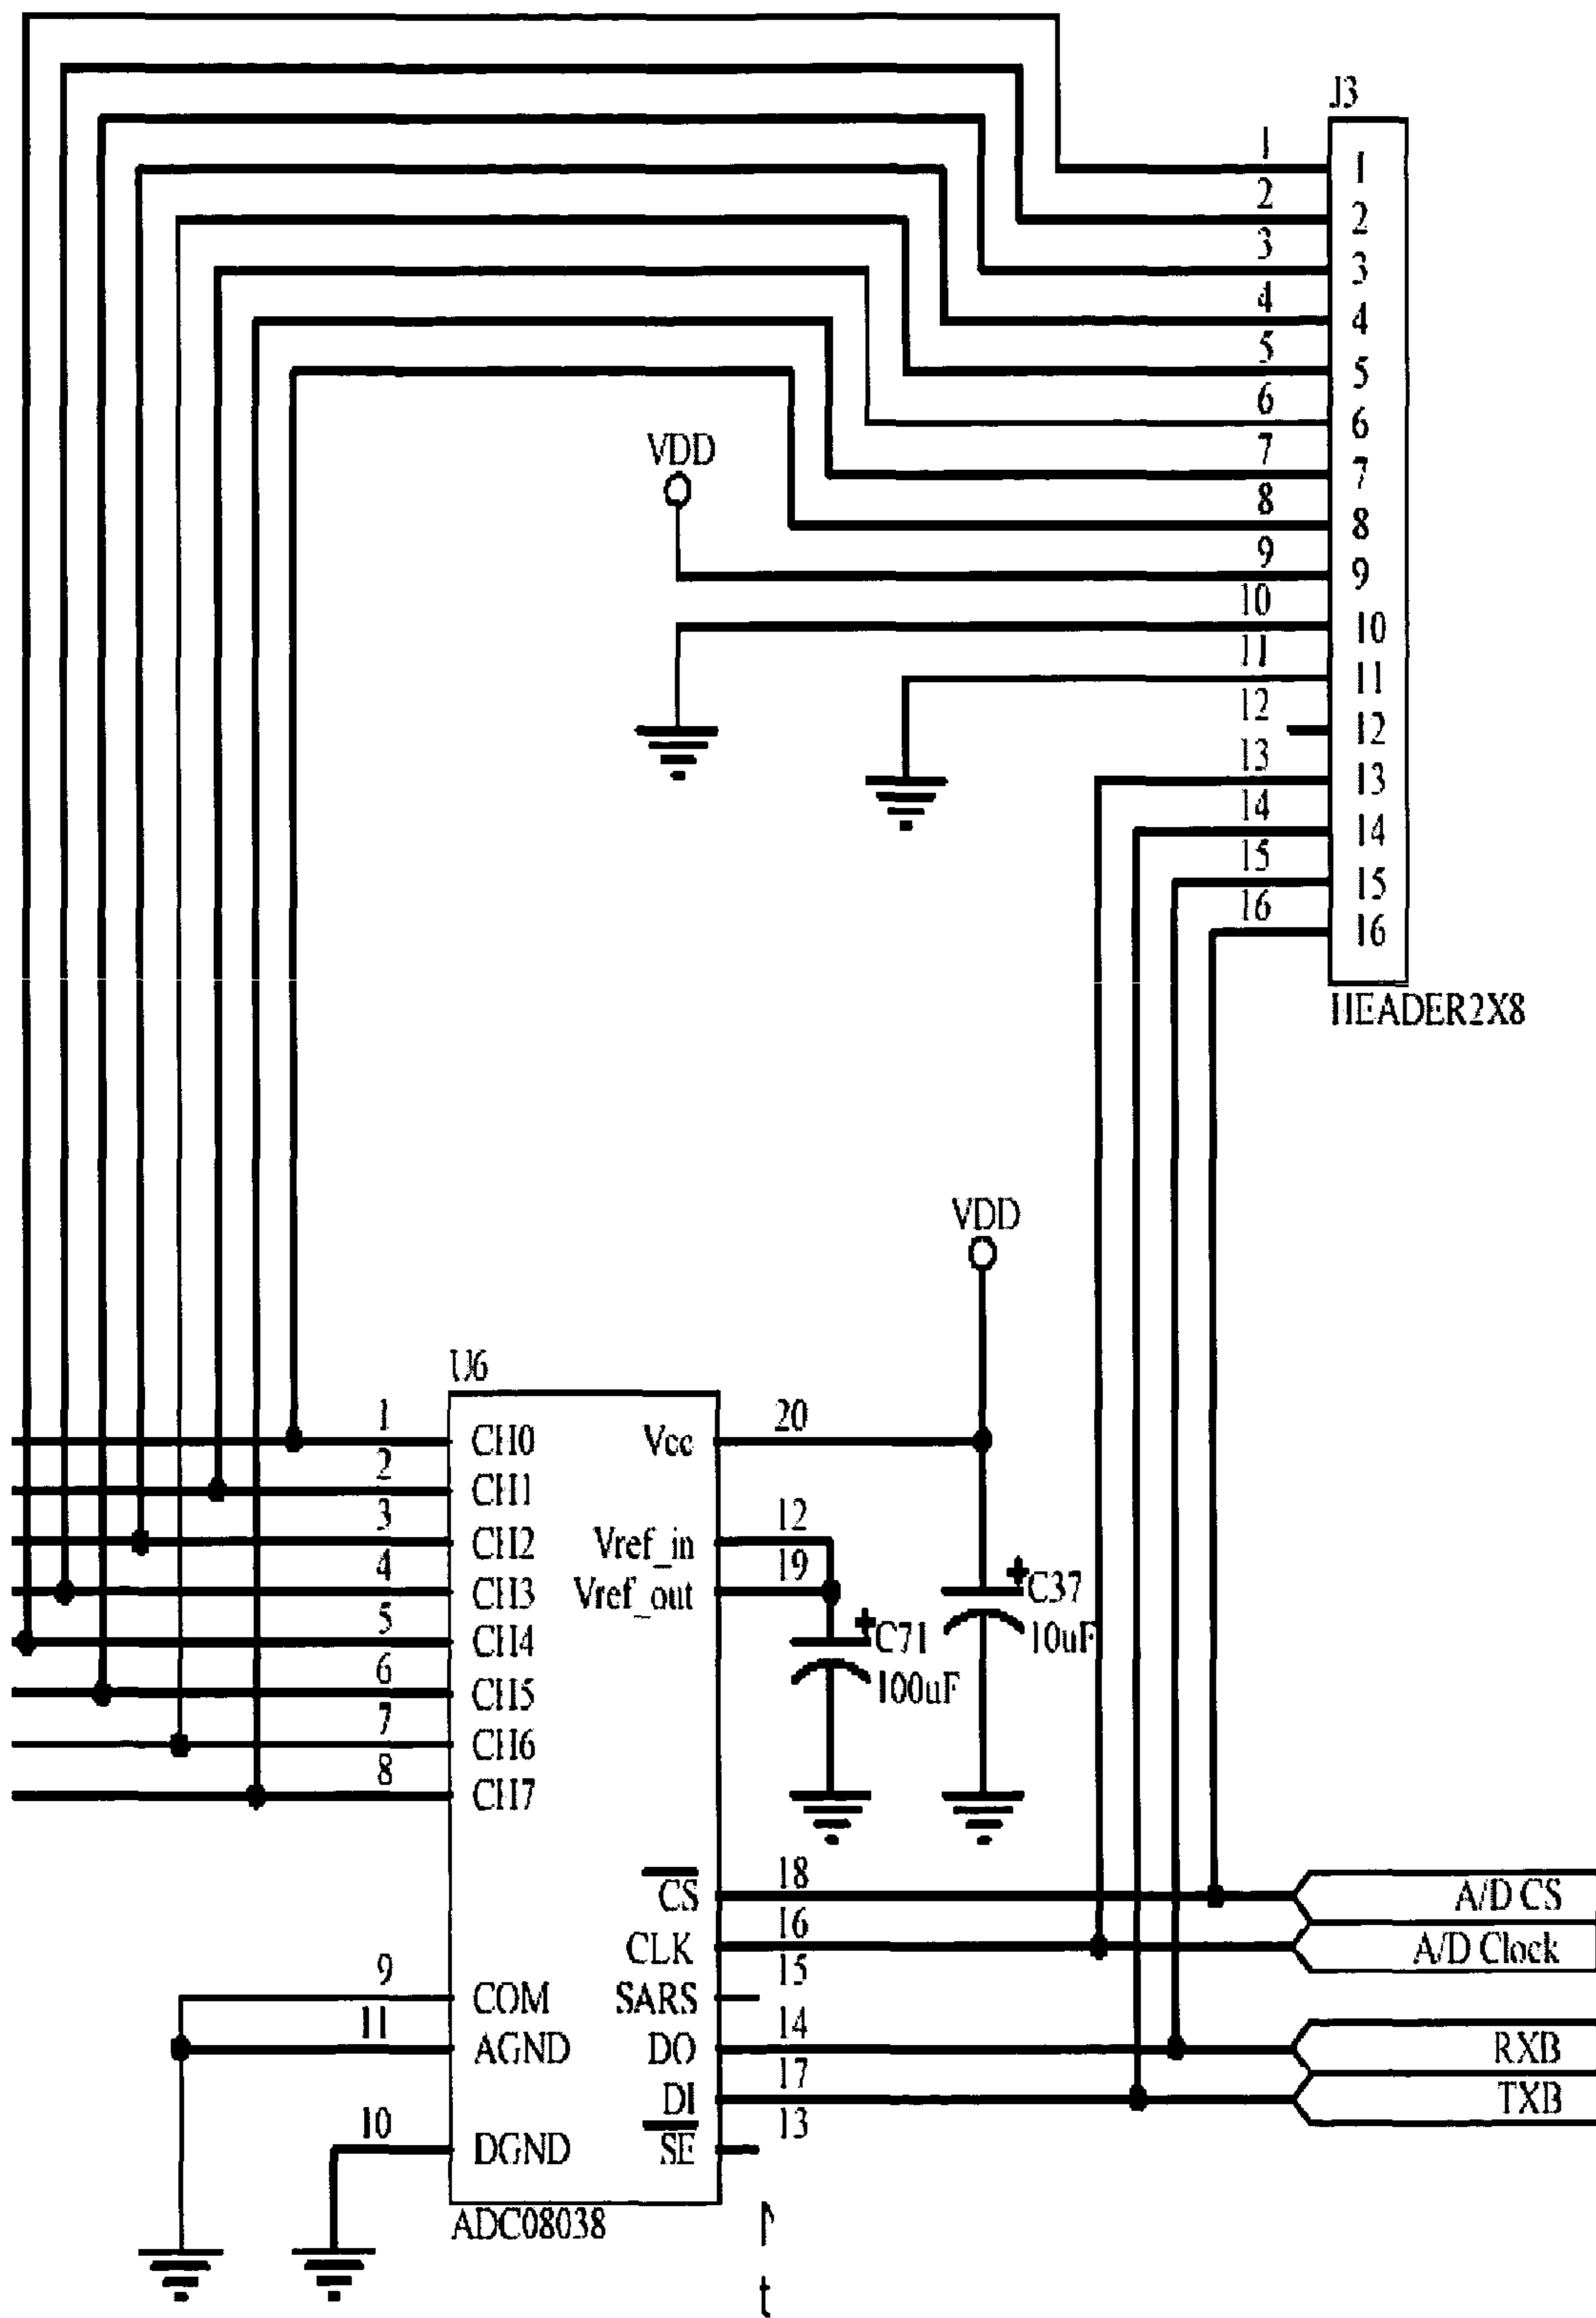 J3
1 1
2 2
3 3
4 4
5 5
6 6
7 7
8 8
9 9
10 10
11 11
12 12
13 13
14 14
15 15
16 16
HEADER2X8
VDD
VDD
U6
1 CH0 Vcc 20
2 CH1
3 CH2 Vref_in 12
4 CH3 Vref_out 19
5 CH4
6 CH5
7 CH6
8 CH7
+ C37
10uF
+ C71
100uF
CS 18 A/D CS
CLK 16 A/D Clock
9 COM SARS 15
11 AGND DO 14 RXB
DI 17 TXB
10 DGND SE 13
ADC08038
t